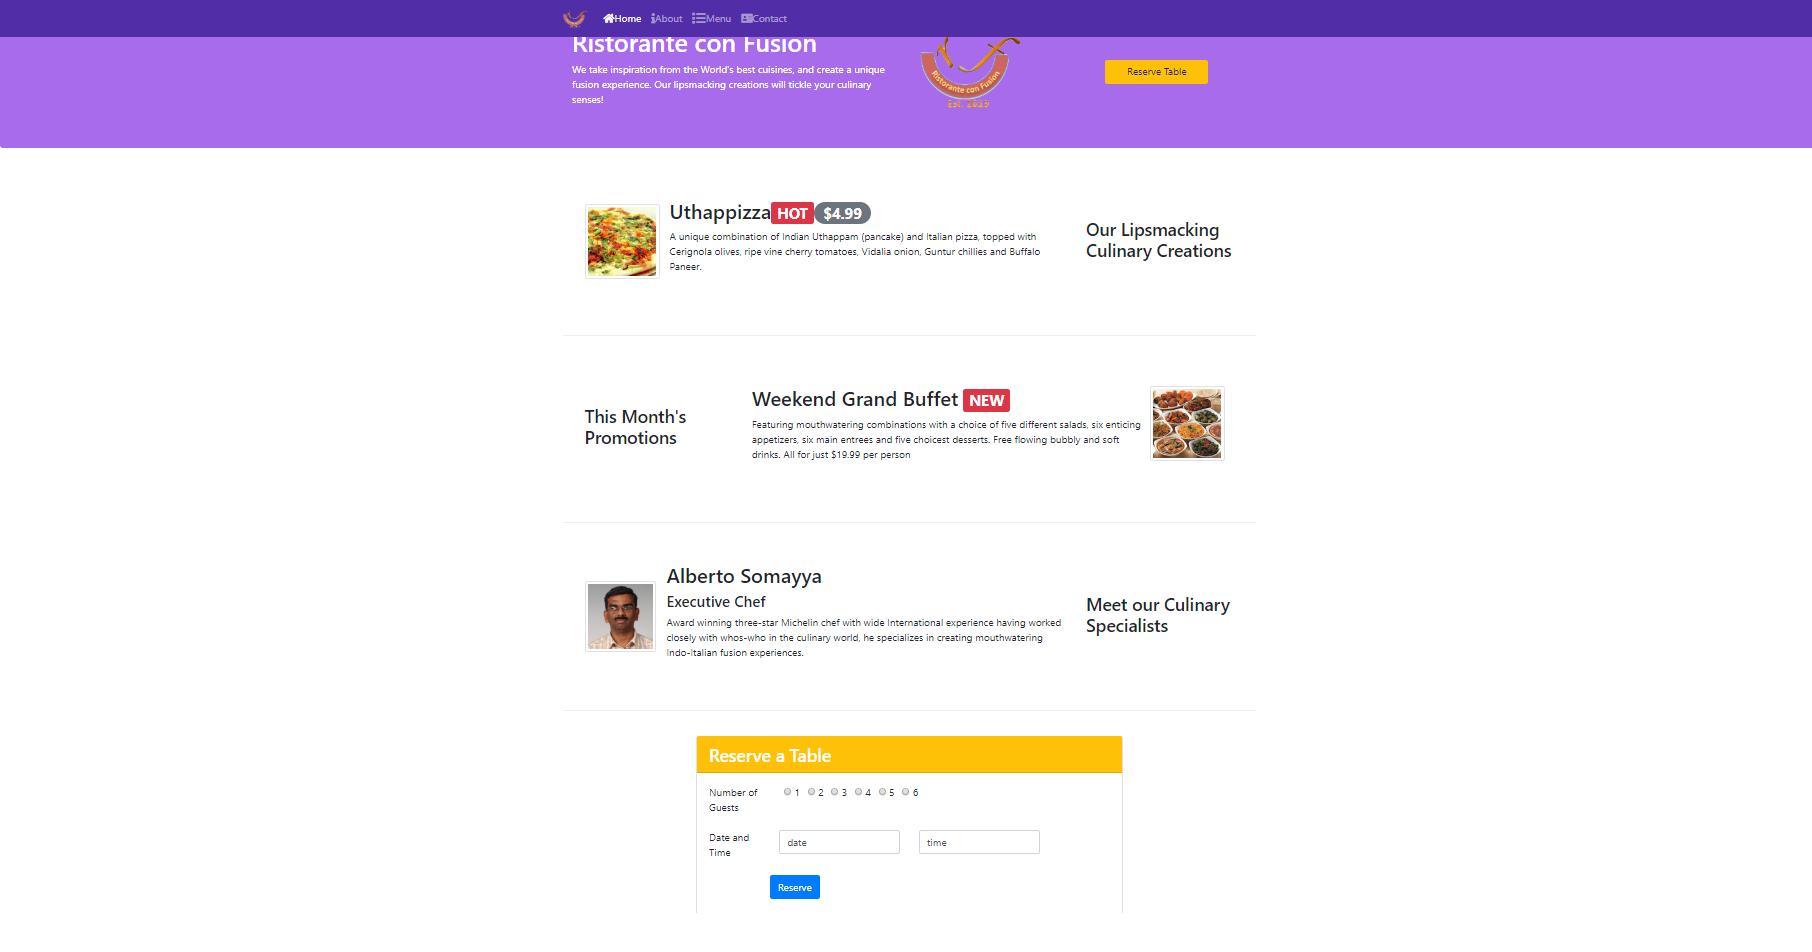 Home About Menu Contact
Ristorante con Fusion
We take inspiration from the World's best cuisines, and create a unique
fusion experience. Our lipsmacking creations will tickle your culinary
senses!
Ristorante con Fusion
Est.
Reserve Table
Uthappizza HOT $4.99
A unique combination of Indian Uthappam (pancake) and Italian pizza, topped with
Cerignola olives, ripe vine cherry tomatoes, Vidalia onion, Guntur chillies and Buffalo
Paneer.
Our Lipsmacking
Culinary Creations
This Month's
Promotions
Weekend Grand Buffet NEW
Featuring mouthwatering combinations with a choice of five different salads, six enticing
appetizers, six main entrees and five choicest desserts. Free flowing bubbly and soft
drinks. All for just $19.99 per person
Alberto Somayya
Executive Chef
Award winning three-star Michelin chef with wide International experience having worked
closely with whos-who in the culinary world, he specializes in creating mouthwatering
Indo-Italian fusion experiences.
Meet our Culinary
Specialists
Reserve a Table
Number of
Guests
1 2 3 4 5 6
Date and
Time
date
time
Reserve